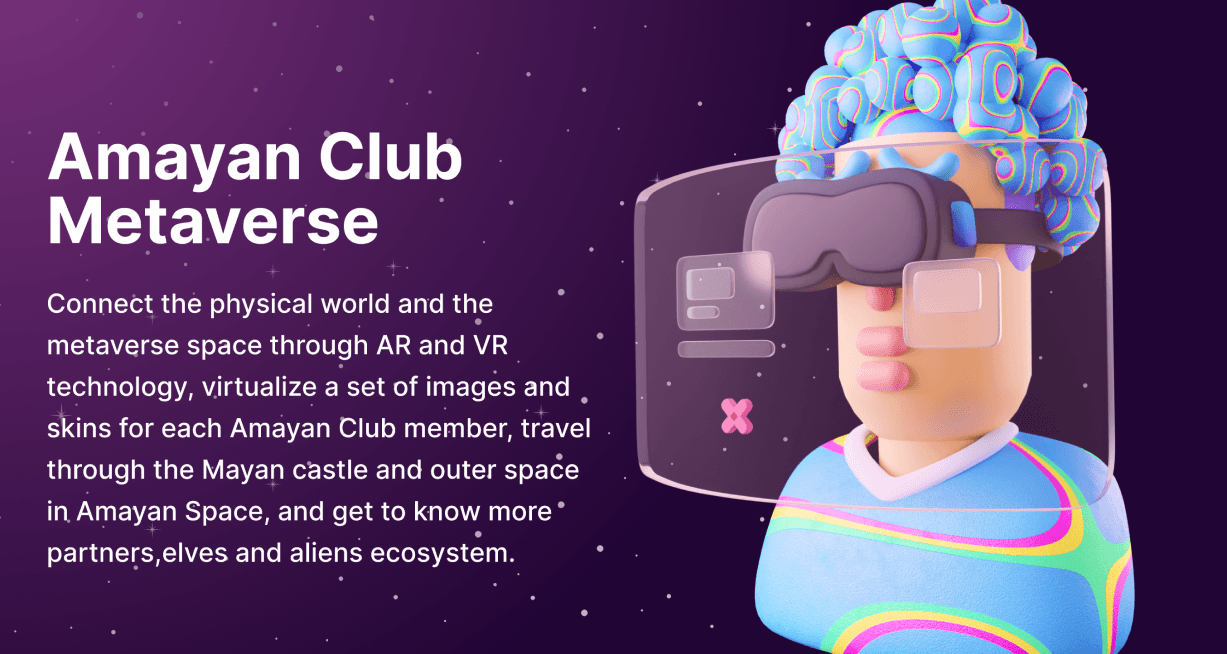 Amayan Club
Metaverse
Connect the physical world and the
metaverse space through AR and VR
technology, virtualize a set of images and
skins for each Amayan Club member, travel
through the Mayan castle and outer space
in Amayan Space, and get to know more
partners,elves and aliens ecosystem.